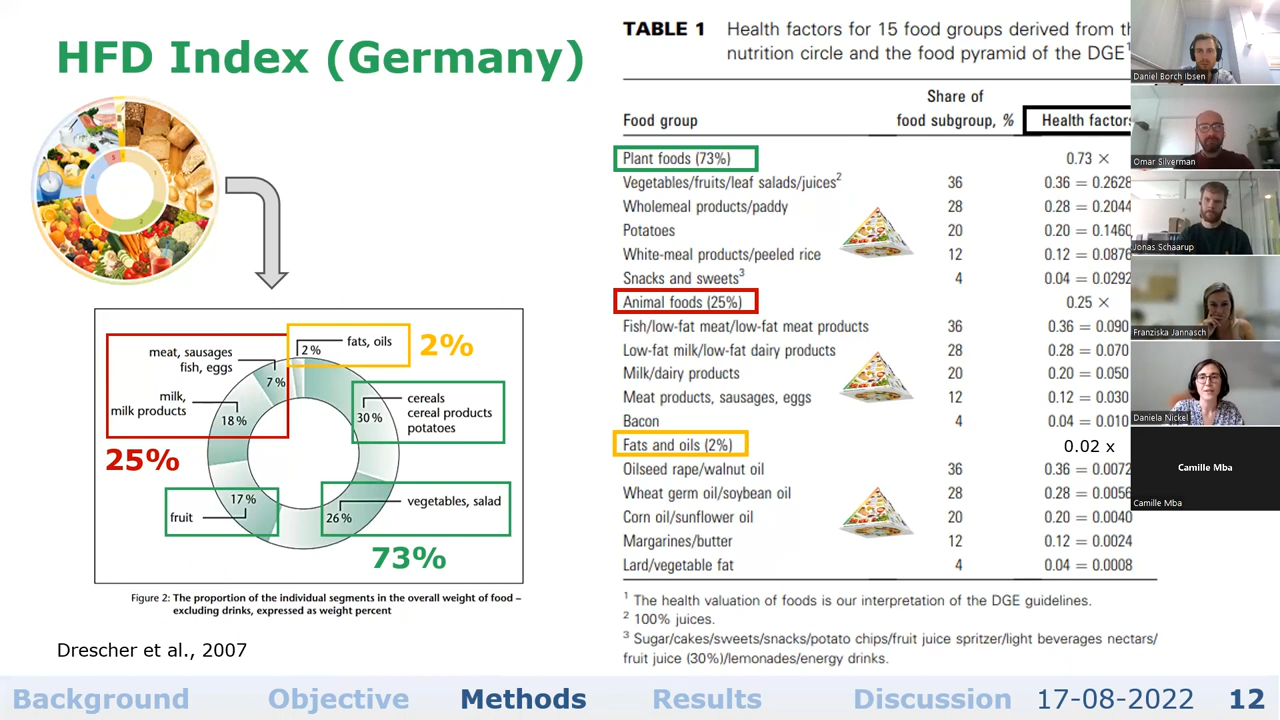 HFD Index (Germany)
meat, sausages
fish, eggs
7 %
2 %
fats, oils
2%
milk,
milk products
18 %
25%
30 %
cereals
cereal products
potatoes
17 %
fruit
26 %
vegetables, salad
73%
Figure 2: The proportion of the individual segments in the overall weight of food –
excluding drinks, expressed as weight percent
Drescher et al., 2007
TABLE 1 Health factors for 15 food groups derived from th
nutrition circle and the food pyramid of the DGE1
Share of
Food group food subgroup, % Health factors
Plant foods (73%) 0.73 ×
Vegetables/fruits/leaf salads/juices2 36 0.36 = 0.2628
Wholemeal products/paddy 28 0.28 = 0.2044
Potatoes 20 0.20 = 0.1460
White-meal products/peeled rice 12 0.12 = 0.0876
Snacks and sweets3 4 0.04 = 0.0292
Animal foods (25%) 0.25 ×
Fish/low-fat meat/low-fat meat products 36 0.36 = 0.090
Low-fat milk/low-fat dairy products 28 0.28 = 0.070
Milk/dairy products 20 0.20 = 0.050
Meat products, sausages, eggs 12 0.12 = 0.030
Bacon 4 0.04 = 0.010
Fats and oils (2%) 0.02 x
Oilseed rape/walnut oil 36 0.36 = 0.0072
Wheat germ oil/soybean oil 28 0.28 = 0.0056
Corn oil/sunflower oil 20 0.20 = 0.0040
Margarines/butter 12 0.12 = 0.0024
Lard/vegetable fat 4 0.04 = 0.0008
1 The health valuation of foods is our interpretation of the DGE guidelines.
2 100% juices.
3 Sugar/cakes/sweets/snacks/potato chips/fruit juice spritzer/light beverages nectars/
fruit juice (30%)/lemonades/energy drinks.
Daniel Borch Ibsen
Omar Silverman
Jonas Schaarup
Franziska Jannasch
Daniela Nickel
Camille Mba
Camille Mba
Background Objective Methods Results Discussion 17-08-2022 12